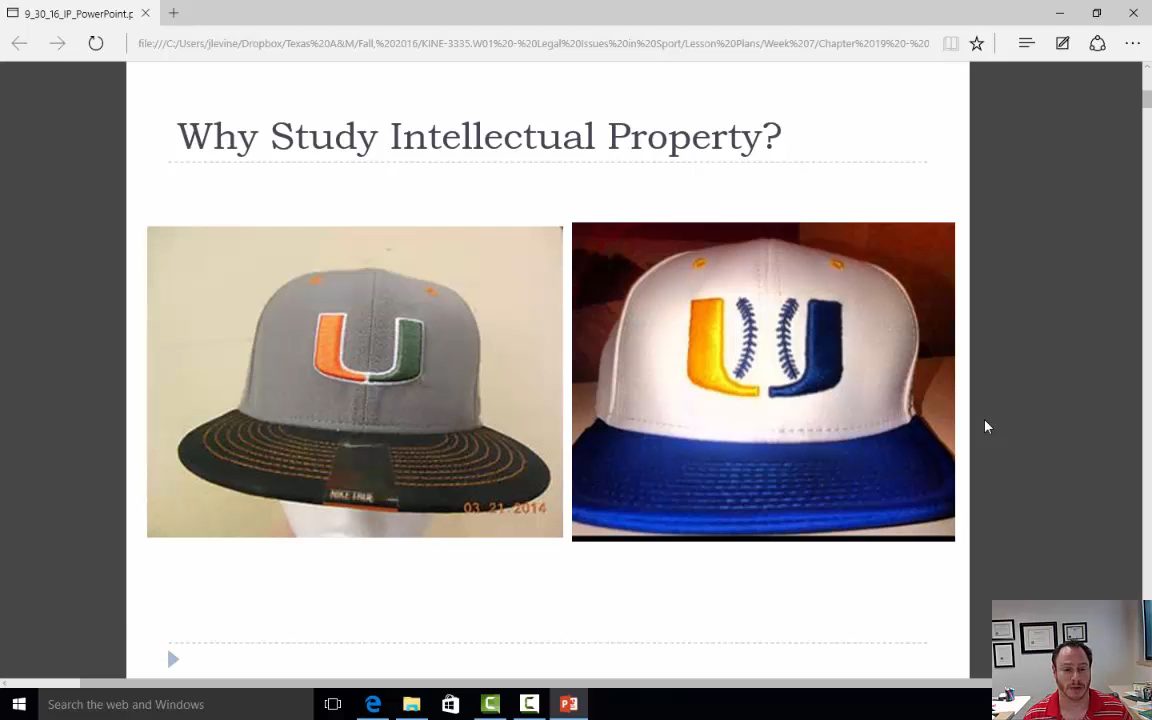 9_30_16_IP_PowerPoint.p
file:///C:/Users/jlevine/Dropbox/Texas%20A&M/Fall,%202016/KINE-3335.W01%20-%20Legal%20Issues%20in%20Sport/Lesson%20Plans/Week%207/Chapter%2019%20-%20
Why Study Intellectual Property?
U
NIKE TRUE
03 21 2014
Search the web and Windows